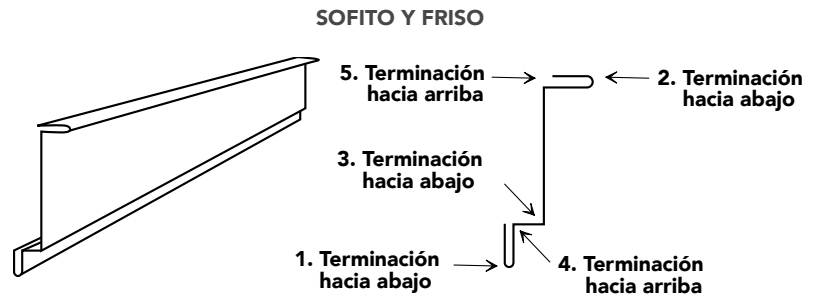 SOFITO Y FRISO
5. Terminación
hacia arriba
2. Terminación
hacia abajo
3. Terminación
hacia abajo
1. Terminación
hacia abajo
4. Terminación
hacia arriba